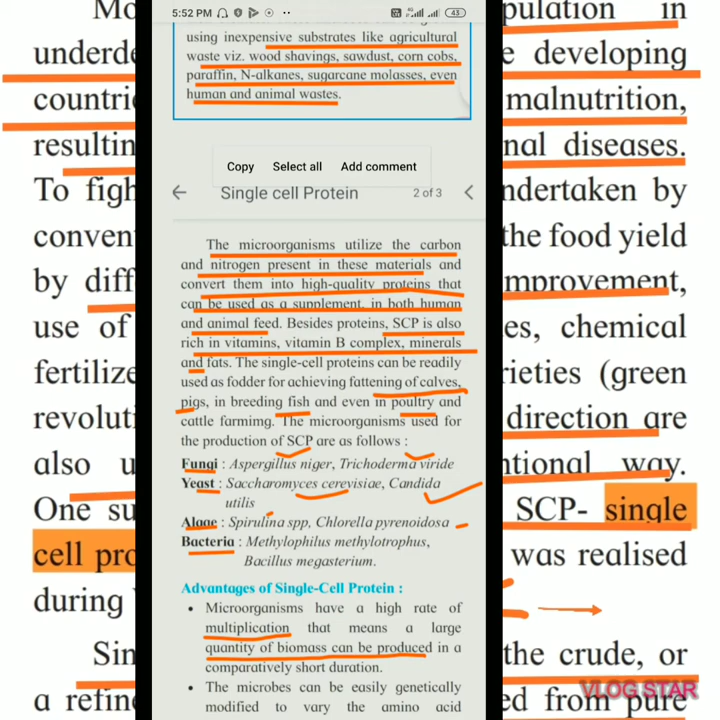 5:52 PM
43
using inexpensive substrates like agricultural
waste viz. wood shavings, sawdust, corn cobs,
paraffin, N-alkanes, sugarcane molasses, even
human and animal wastes.
Copy Select all Add comment
Single cell Protein 2 of 3
The microorganisms utilize the carbon
and nitrogen present in these materials and
convert them into high-quality proteins that
can be used as a supplement in both human
and animal feed. Besides proteins, SCP is also
rich in vitamins, vitamin B complex, minerals
and fats. The single-cell proteins can be readily
used as fodder for achieving fattening of calves,
pigs, in breeding fish and even in poultry and
cattle farmimg. The microorganisms used for
the production of SCP are as follows :
Fungi : Aspergillus niger, Trichoderma viride
Yeast : Saccharomyces cerevisiae, Candida
utilis
Algae : Spirulina spp, Chlorella pyrenoidosa
Bacteria : Methylophilus methylotrophus,
Bacillus megasterium.
Advantages of Single-Cell Protein :
• Microorganisms have a high rate of
multiplication that means a large
quantity of biomass can be produced in a
comparatively short duration.
• The microbes can be easily genetically
modified to vary the amino acid
Mo
underde
countri
resultin
To figh
conven
by diff
use of
fertilize
revoluti
also u
One su
cell pro
during
Sin
a refin
pulation in
e developing
malnutrition,
nal diseases.
ndertaken by
the food yield
mprovement,
es, chemical
rieties (green
direction are
ntional way.
SCP- single
was realised
the crude, or
ed from pure
VLOG STAR